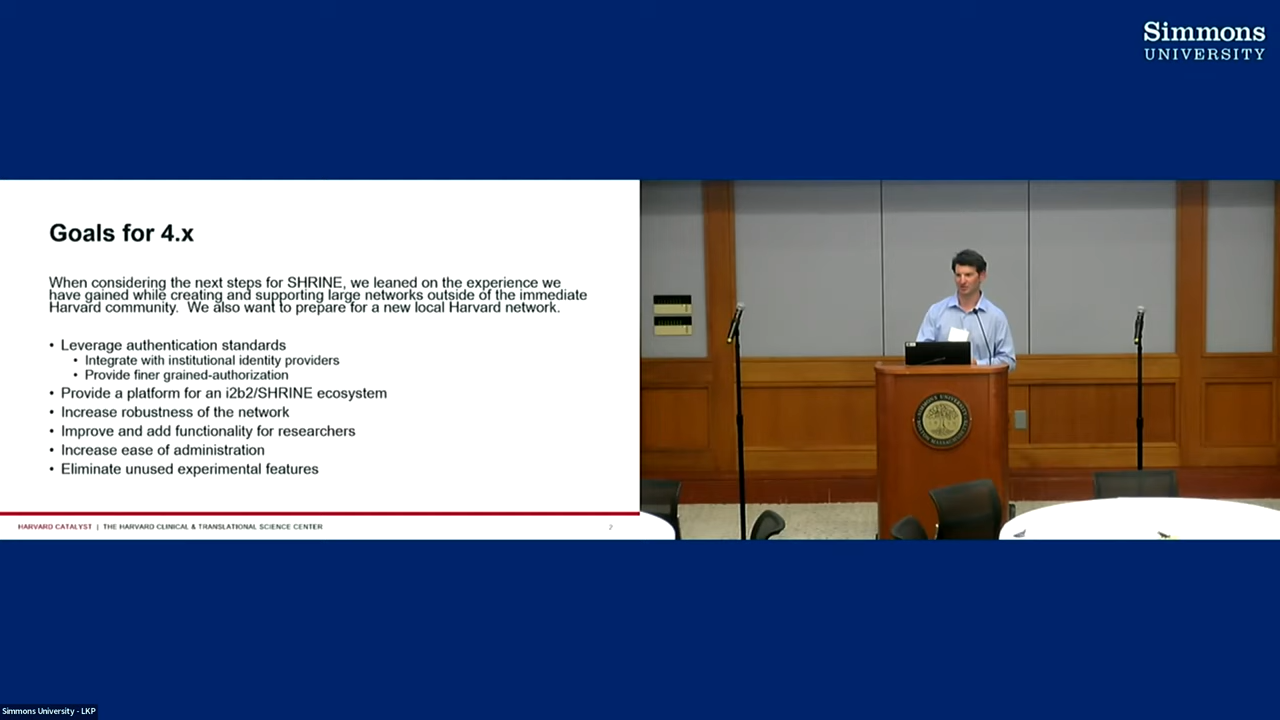 Simmons
UNIVERSITY
Goals for 4.x
When considering the next steps for SHRINE, we leaned on the experience we
have gained while creating and supporting large networks outside of the immediate
Harvard community. We also want to prepare for a new local Harvard network.
• Leverage authentication standards
• Integrate with institutional identity providers
• Provide finer grained-authorization
• Provide a platform for an i2b2/SHRINE ecosystem
• Increase robustness of the network
• Improve and add functionality for researchers
• Increase ease of administration
• Eliminate unused experimental features
HARVARD CATALYST | THE HARVARD CLINICAL & TRANSLATIONAL SCIENCE CENTER
2
Simmons University - LKP